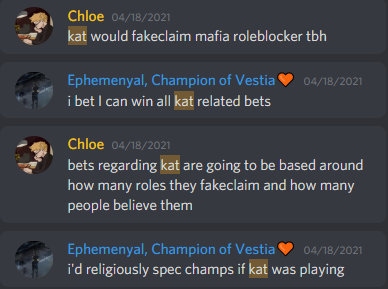 Chloe 04/18/2021
kat would fakeclaim mafia roleblocker tbh
Ephemenyal, Champion of Vestia🧡 04/18/2021
i bet I can win all kat related bets
Chloe 04/18/2021
bets regarding kat are going to be based around
how many roles they fakeclaim and how many
people believe them
Ephemenyal, Champion of Vestia🧡 04/18/2021
i'd religiously spec champs if kat was playing